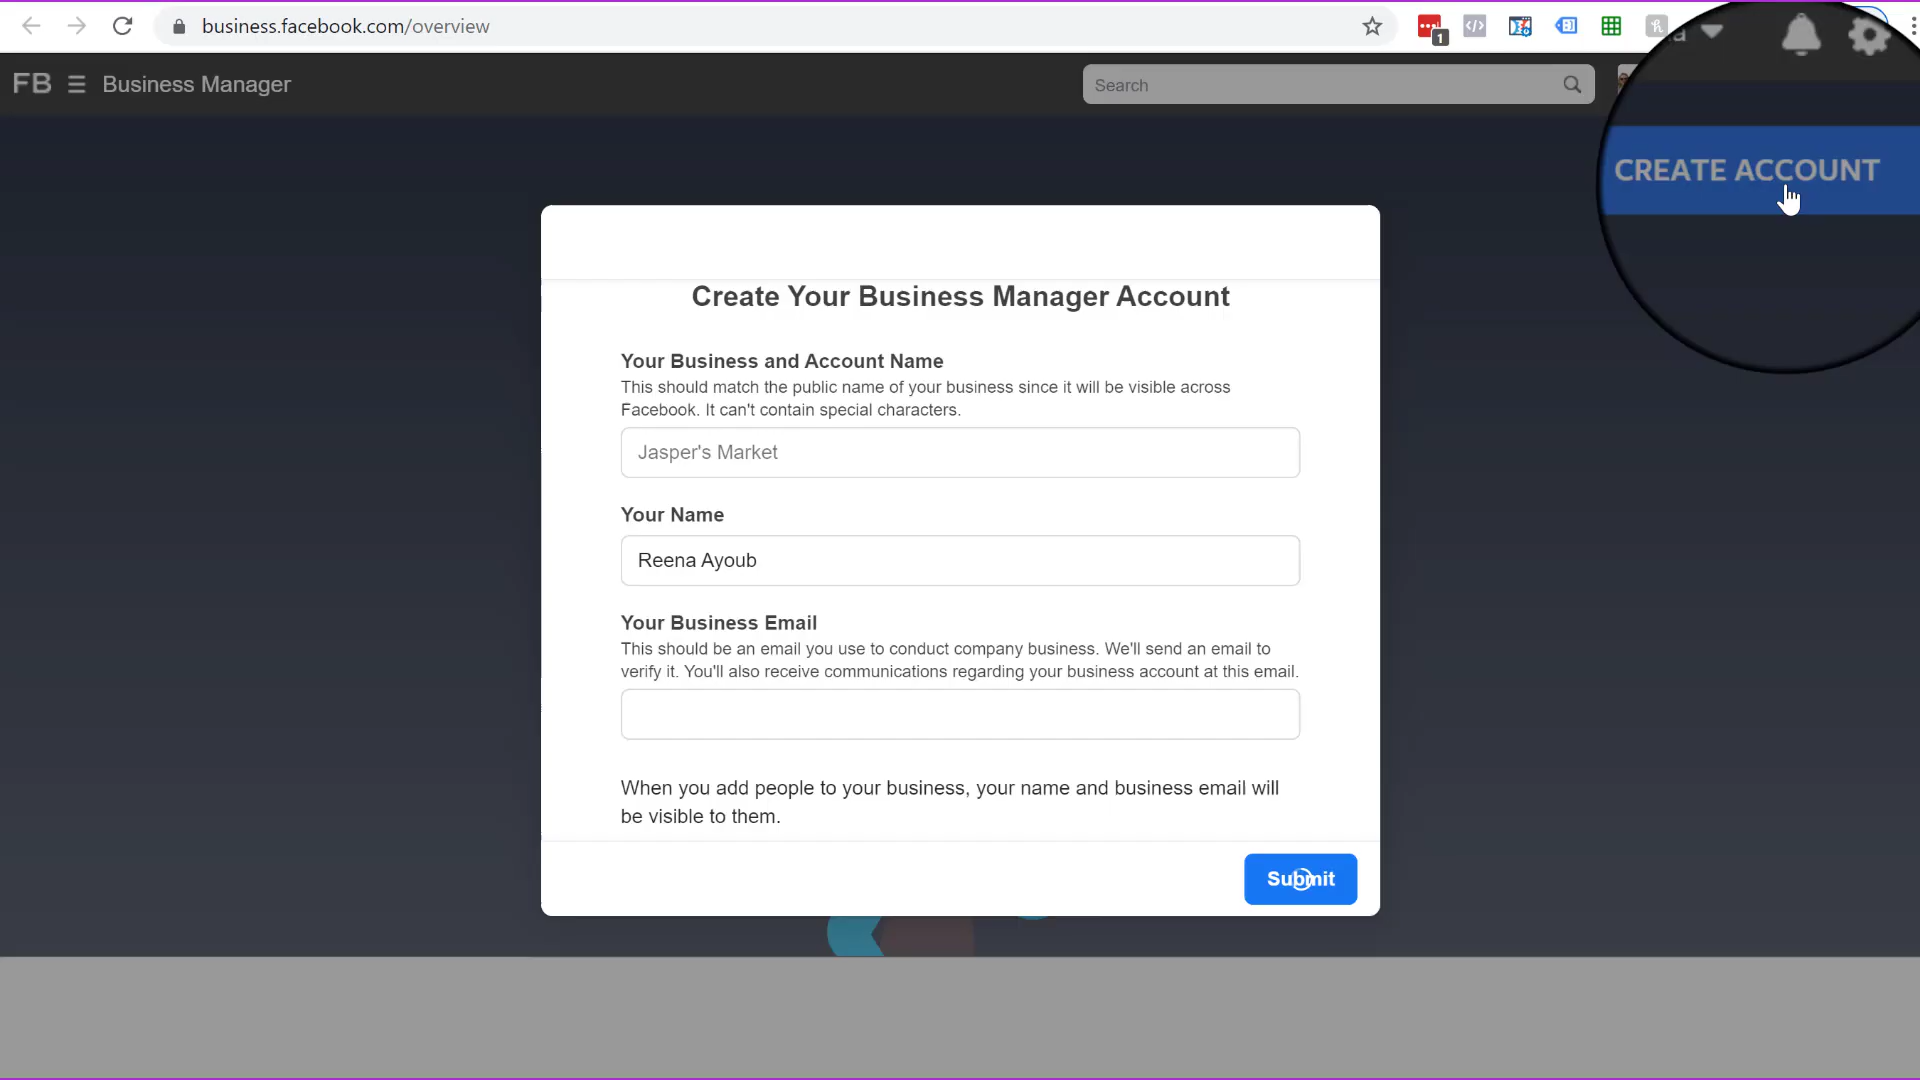 business.facebook.com/overview
1
FB Business Manager
Search
CREATE ACCOUNT
Create Your Business Manager Account
Your Business and Account Name
This should match the public name of your business since it will be visible across
Facebook. It can't contain special characters.
Jasper's Market
Your Name
Reena Ayoub
Your Business Email
This should be an email you use to conduct company business. We'll send an email to
verify it. You'll also receive communications regarding your business account at this email.
When you add people to your business, your name and business email will
be visible to them.
Submit